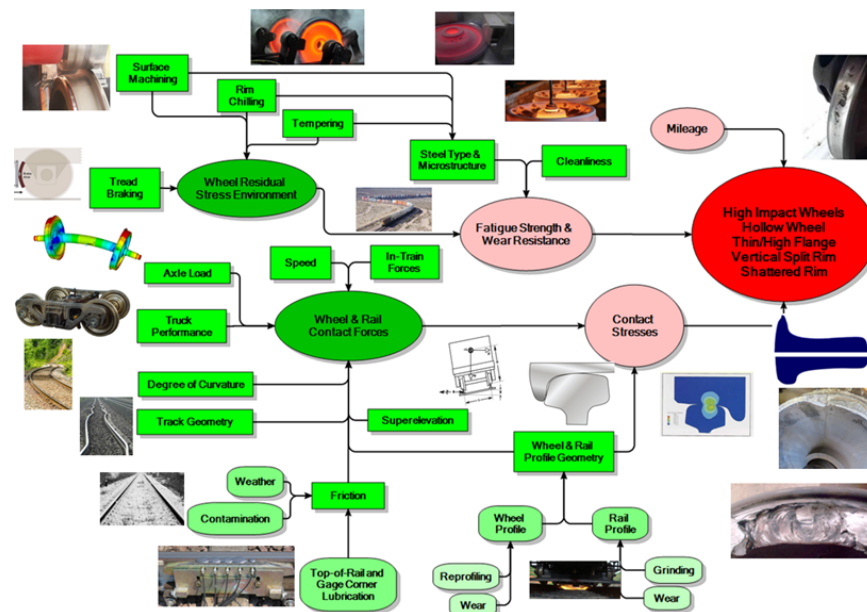 Surface
Machining
Rim
Chilling
Tempering
Mileage
Steel Type &
Microstructure
Cleanliness
Tread
Braking
Wheel Residual
Stress Environment
Fatigue Strength &
Wear Resistance
High Impact Wheels
Hollow Wheel
Thin/High Flange
Vertical Split Rim
Shattered Rim
Speed
In-Train
Forces
Axle Load
Truck
Performance
Wheel & Rail
Contact Forces
Contact
Stresses
Degree of Curvature
Track Geometry
Superelevation
Wheel & Rail
Profile Geometry
Weather
Contamination
Friction
Wheel
Profile
Rail
Profile
Top-of-Rail and
Gage Corner
Lubrication
Reprofiling
Wear
Grinding
Wear